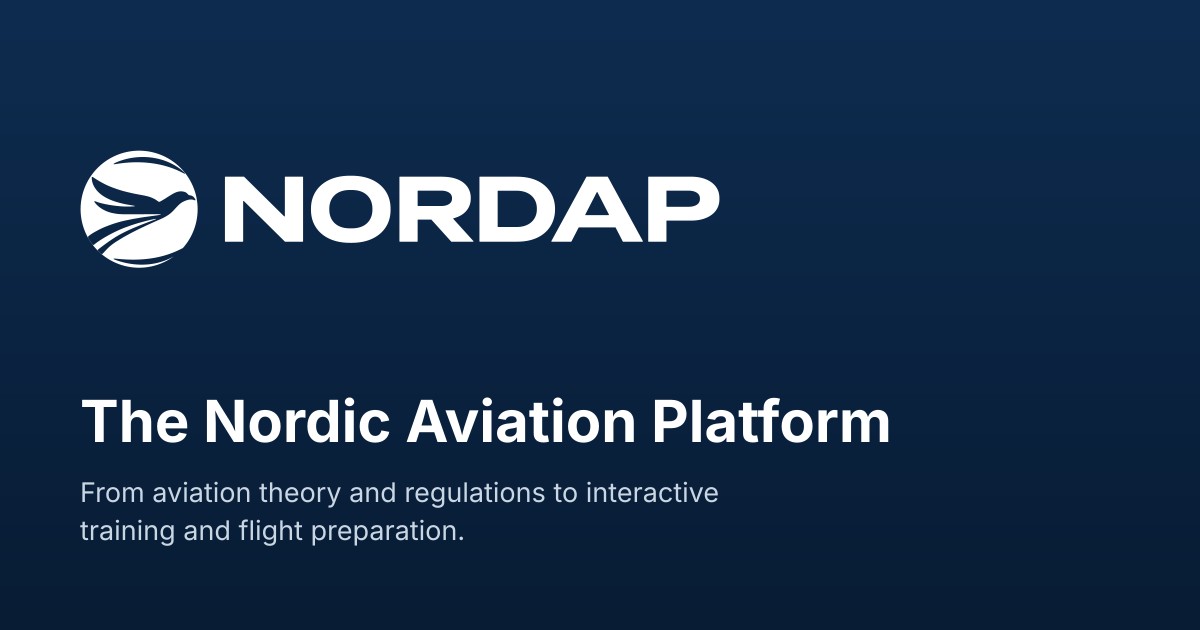 NORDAP
The Nordic Aviation Platform
From aviation theory and regulations to interactive
training and flight preparation.